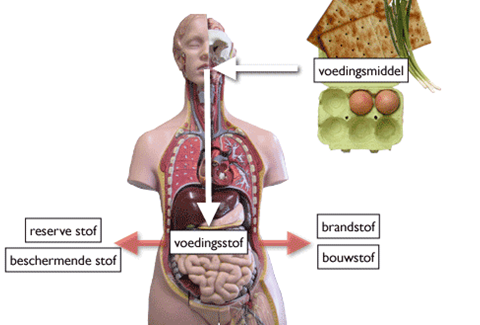 voedingsmiddel
reserve stof
beschermende stof
voedingsstof
brandstof
bouwstof